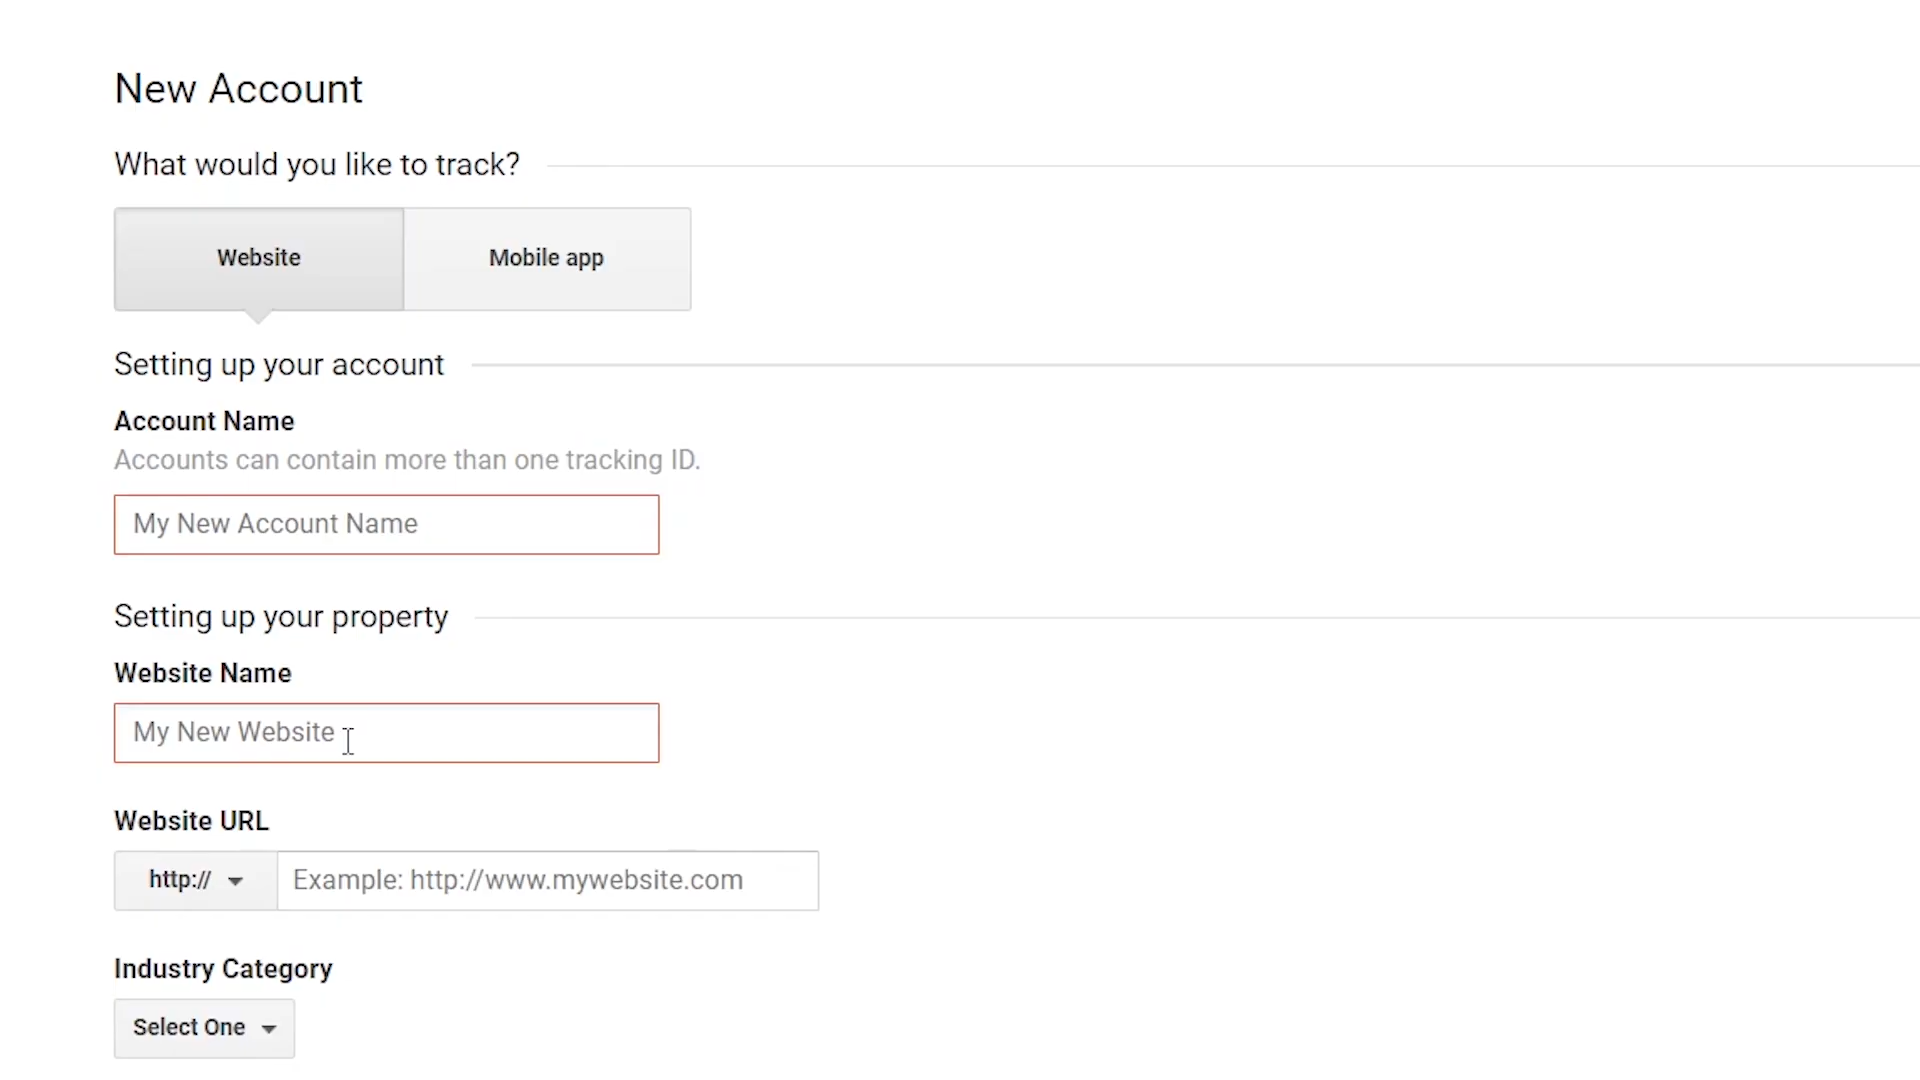 New Account
What would you like to track?
Website
Mobile app
Setting up your account
Account Name
Accounts can contain more than one tracking ID.
My New Account Name
Setting up your property
Website Name
My New Website
Website URL
http://
Example: http://www.mywebsite.com
Industry Category
Select One